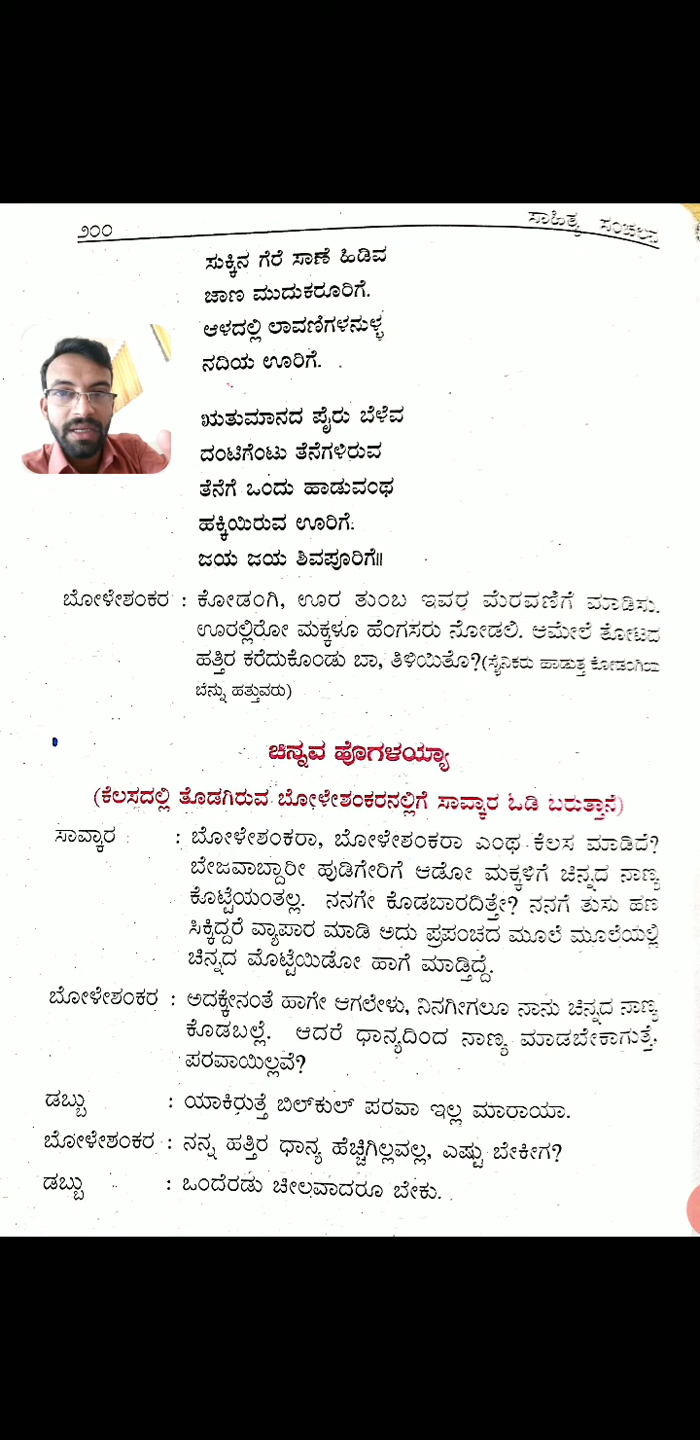 ೨೦೦
ಸಾಹಿತ್ಯ ಸಂಚಲನ
ಸುಕ್ಕಿನ ಗೆರೆ ಸಾಣೆ ಹಿಡಿವ
ಜಾಣ ಮುದುಕರೂರಿಗೆ.
ಆಳದಲ್ಲಿ ಲಾವಣಿಗಳನುಳ್ಳ
ನದಿಯ ಊರಿಗೆ.
ಋತುಮಾನದ ಪೈರು ಬೆಳೆವ
ದಂಟಿಗೆಂಟು ತೆನೆಗಳಿರುವ
ತೆನೆಗೆ ಒಂದು ಹಾಡುವಂಥ
ಹಕ್ಕಿಯಿರುವ ಊರಿಗೆ.
ಜಯ ಜಯ ಶಿವಪೂರಿಗೆ॥
ಬೋಳೇಶಂಕರ : ಕೋಡಂಗಿ, ಊರ ತುಂಬ ಇವರ ಮೆರವಣಿಗೆ ಮಾಡಿಸು.
ಊರಲ್ಲಿರೋ ಮಕ್ಕಳೂ ಹೆಂಗಸರು ನೋಡಲಿ. ಆಮೇಲೆ ತೋಟದ
ಹತ್ತಿರ ಕರೆದುಕೊಂಡು ಬಾ, ತಿಳಿಯಿತೊ?(ಸೈನಿಕರು ಹಾಡುತ್ತ ಕೋಡಂಗಿಯ
ಬೆನ್ನು ಹತ್ತುವರು)
ಚಿನ್ನವ ಹೊಗಳಯ್ಯಾ
(ಕೆಲಸದಲ್ಲಿ ತೊಡಗಿರುವ ಬೋಳೇಶಂಕರನಲ್ಲಿಗೆ ಸಾವ್ಕಾರ ಓಡಿ ಬರುತ್ತಾನೆ)
ಸಾವ್ಕಾರ : ಬೋಳೇಶಂಕರಾ, ಬೋಳೇಶಂಕರಾ ಎಂಥ ಕೆಲಸ ಮಾಡಿದೆ?
ಬೇಜವಾಬ್ದಾರೀ ಹುಡಿಗೇರಿಗೆ ಆಡೋ ಮಕ್ಕಳಿಗೆ ಚಿನ್ನದ ನಾಣ್ಯ
ಕೊಟ್ಟೆಯಂತಲ್ಲ. ನನಗೇ ಕೊಡಬಾರದಿತ್ತೇ? ನನಗೆ ತುಸು ಹಣ
ಸಿಕ್ಕಿದ್ದರೆ ವ್ಯಾಪಾರ ಮಾಡಿ ಅದು ಪ್ರಪಂಚದ ಮೂಲೆ ಮೂಲೆಯಲ್ಲಿ
ಚಿನ್ನದ ಮೊಟ್ಟೆಯಿಡೋ ಹಾಗೆ ಮಾಡ್ತಿದ್ದೆ.
ಬೋಳೇಶಂಕರ : ಅದಕ್ಕೇನಂತೆ ಹಾಗೇ ಆಗಲೇಳು, ನಿನಗೀಗಲೂ ನಾನು ಚಿನ್ನದ ನಾಣ್ಯ
ಕೊಡಬಲ್ಲೆ. ಆದರೆ ಧಾನ್ಯದಿಂದ ನಾಣ್ಯ ಮಾಡಬೇಕಾಗುತ್ತೆ.
ಪರವಾಯಿಲ್ಲವೆ?
ಡಬ್ಬು : ಯಾಕಿರುತ್ತೆ ಬಿಲ್‌ಕುಲ್ ಪರವಾ ಇಲ್ಲ ಮಾರಾಯಾ.
ಬೋಳೇಶಂಕರ : ನನ್ನ ಹತ್ತಿರ ಧಾನ್ಯ ಹೆಚ್ಚಿಗಿಲ್ಲವಲ್ಲ, ಎಷ್ಟು ಬೇಕೀಗ?
ಡಬ್ಬು : ಒಂದೆರಡು ಚೀಲವಾದರೂ ಬೇಕು.